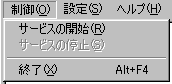 制御(O) 設定(S) ヘルプ(H)
サービスの開始(R)
サービスの停止(S)
終了(X) Alt+F4